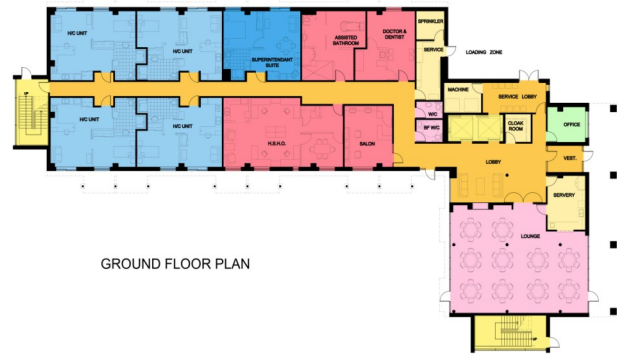 H/C UNIT
H/C UNIT
SUPERINTENDANT
SUITE
ASSISTED
BATHROOM
DOCTOR &
DENTIST
SPRINKLER
SERVICE
LOADING ZONE
UP
MACHINE
SERVICE LOBBY
H/C UNIT
H/C UNIT
H.S.H.O.
SALON
W/C
BF W/C
CLOAK
ROOM
OFFICE
LOBBY
VEST.
SERVERY
LOUNGE
GROUND FLOOR PLAN
UP